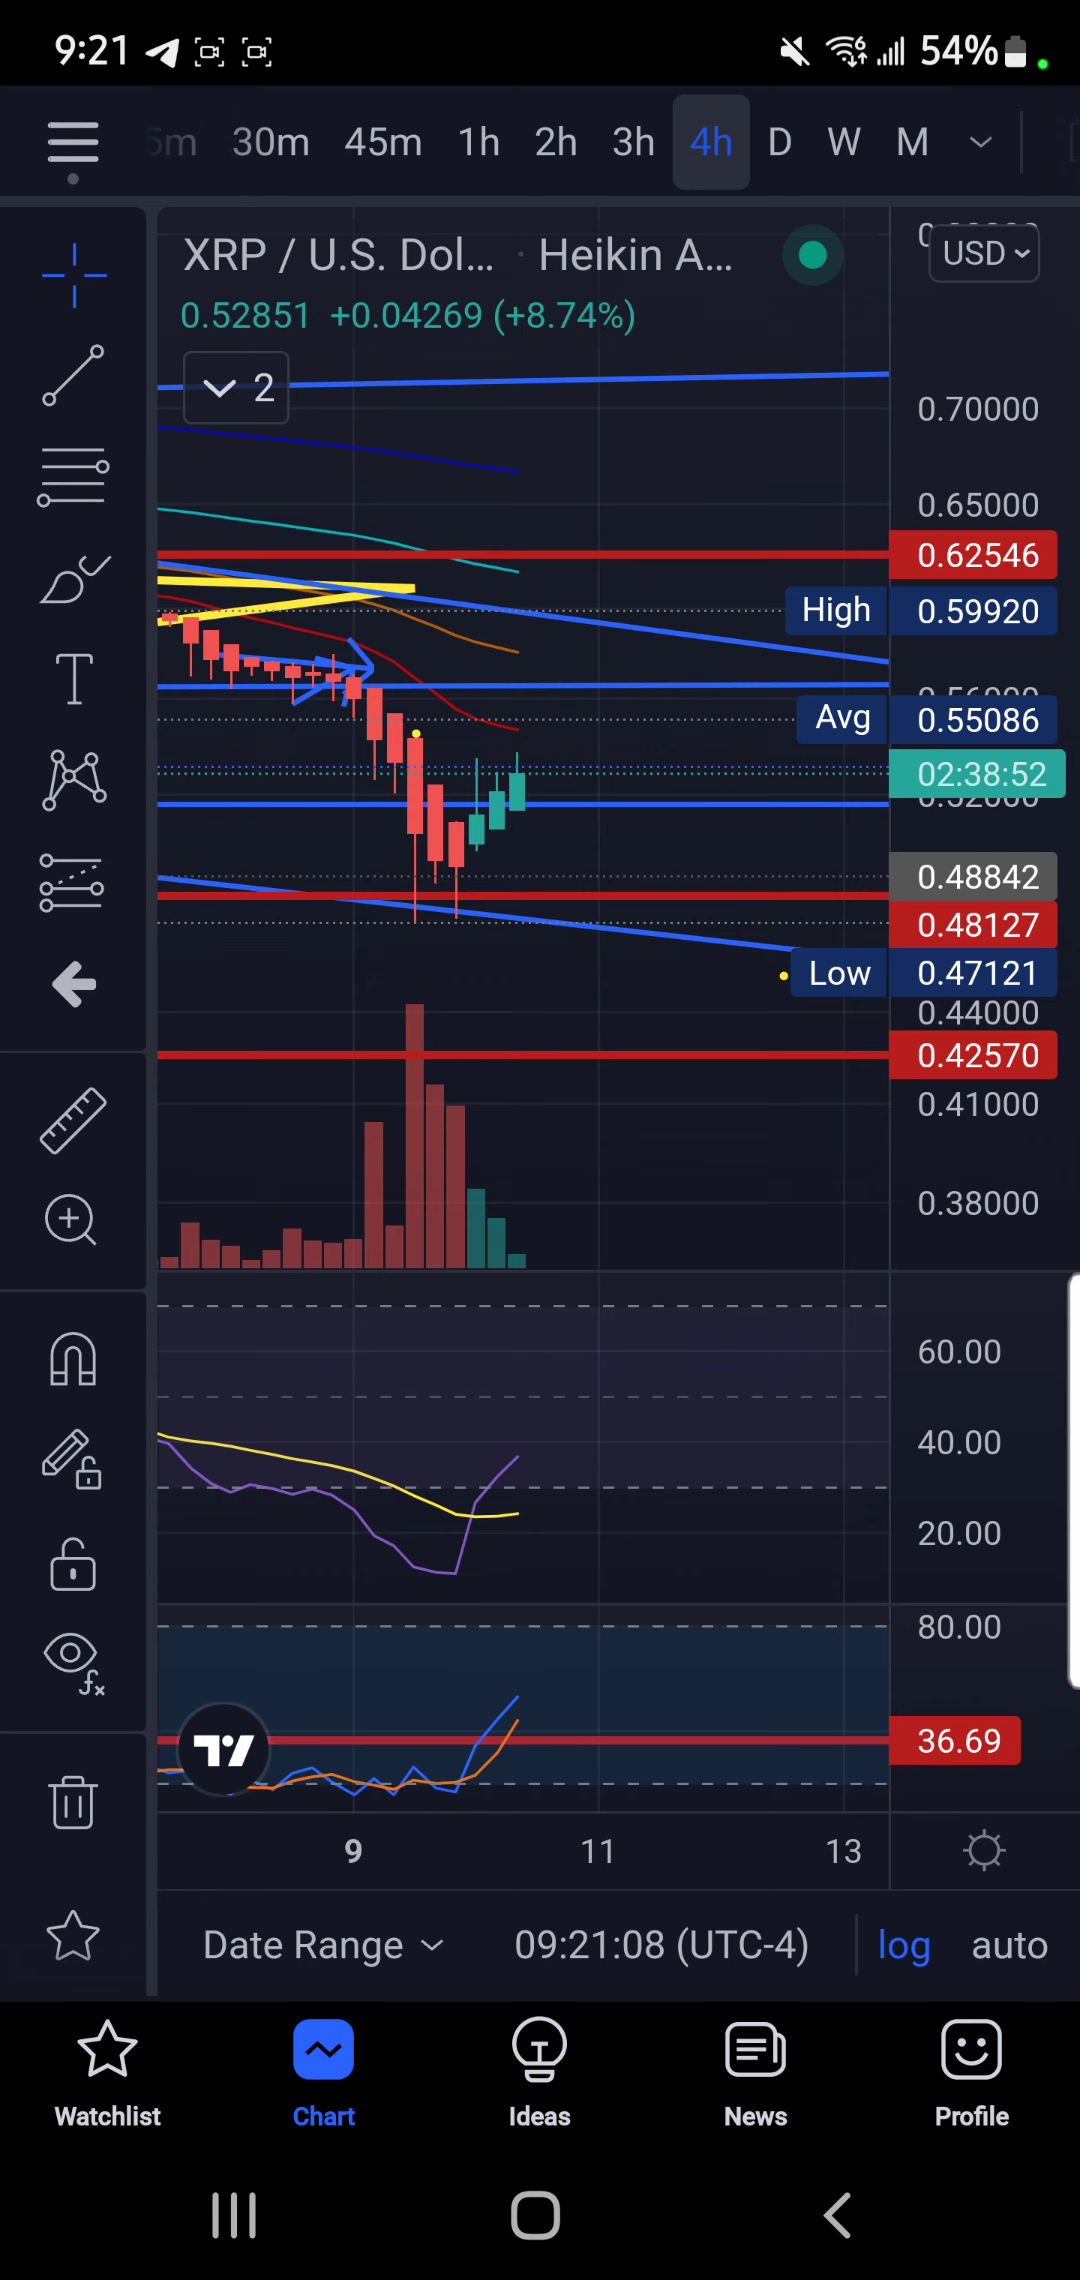 9:21
54%
30m 45m 1h 2h 3h 4h D W M
XRP / U.S. Dol... · Heikin A...
USD
0.52851 +0.04269 (+8.74%)
2
0.70000
0.65000
0.62546
High 0.59920
Avg 0.55086
02:38:52
0.48842
0.48127
Low 0.47121
0.44000
0.42570
0.41000
0.38000
60.00
40.00
20.00
80.00
36.69
9 11 13
Date Range 09:21:08 (UTC-4) log auto
Watchlist Chart Ideas News Profile